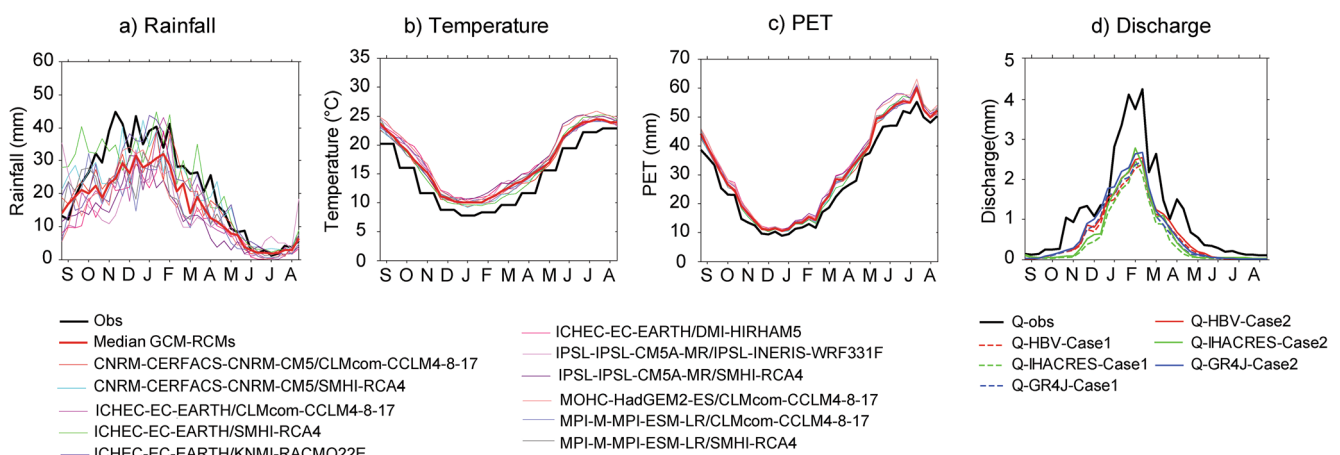 a) Rainfall
b) Temperature
c) PET
d) Discharge
Rainfall (mm)
60
50
40
30
20
10
0
S O N D J F M A M J J A
Temperature (°C)
35
30
25
20
15
10
5
0
S O N D J F M A M J J A
PET (mm)
70
60
50
40
30
20
10
0
S O N D J F M A M J J A
Discharge(mm)
5
4
3
2
1
0
S O N D J F M A M J J A
Obs
Median GCM-RCMs
CNRM-CERFACS-CNRM-CM5/CLMcom-CCLM4-8-17
CNRM-CERFACS-CNRM-CM5/SMHI-RCA4
ICHEC-EC-EARTH/CLMcom-CCLM4-8-17
ICHEC-EC-EARTH/SMHI-RCA4
ICHEC-EC-EARTH/KNMI-RACMO22E
ICHEC-EC-EARTH/DMI-HIRHAM5
IPSL-IPSL-CM5A-MR/IPSL-INERIS-WRF331F
IPSL-IPSL-CM5A-MR/SMHI-RCA4
MOHC-HadGEM2-ES/CLMcom-CCLM4-8-17
MPI-M-MPI-ESM-LR/CLMcom-CCLM4-8-17
MPI-M-MPI-ESM-LR/SMHI-RCA4
Q-obs
Q-HBV-Case1
Q-IHACRES-Case1
Q-GR4J-Case1
Q-HBV-Case2
Q-IHACRES-Case2
Q-GR4J-Case2